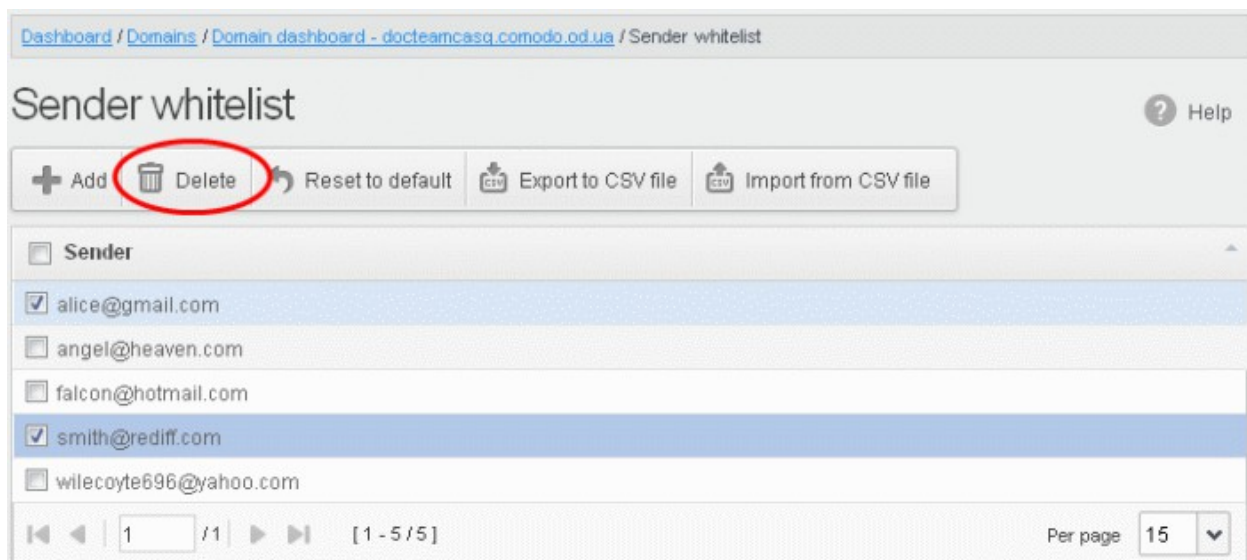 Dashboard / Domains / Domain dashboard - docteamcasq.comodo.od.ua / Sender whitelist
Sender whitelist
Help
Add Delete Reset to default Export to CSV file Import from CSV file
Sender
alice@gmail.com
angel@heaven.com
falcon@hotmail.com
smith@rediff.com
wilecoyte696@yahoo.com
1 / 1 [ 1 - 5 / 5 ] Per page 15